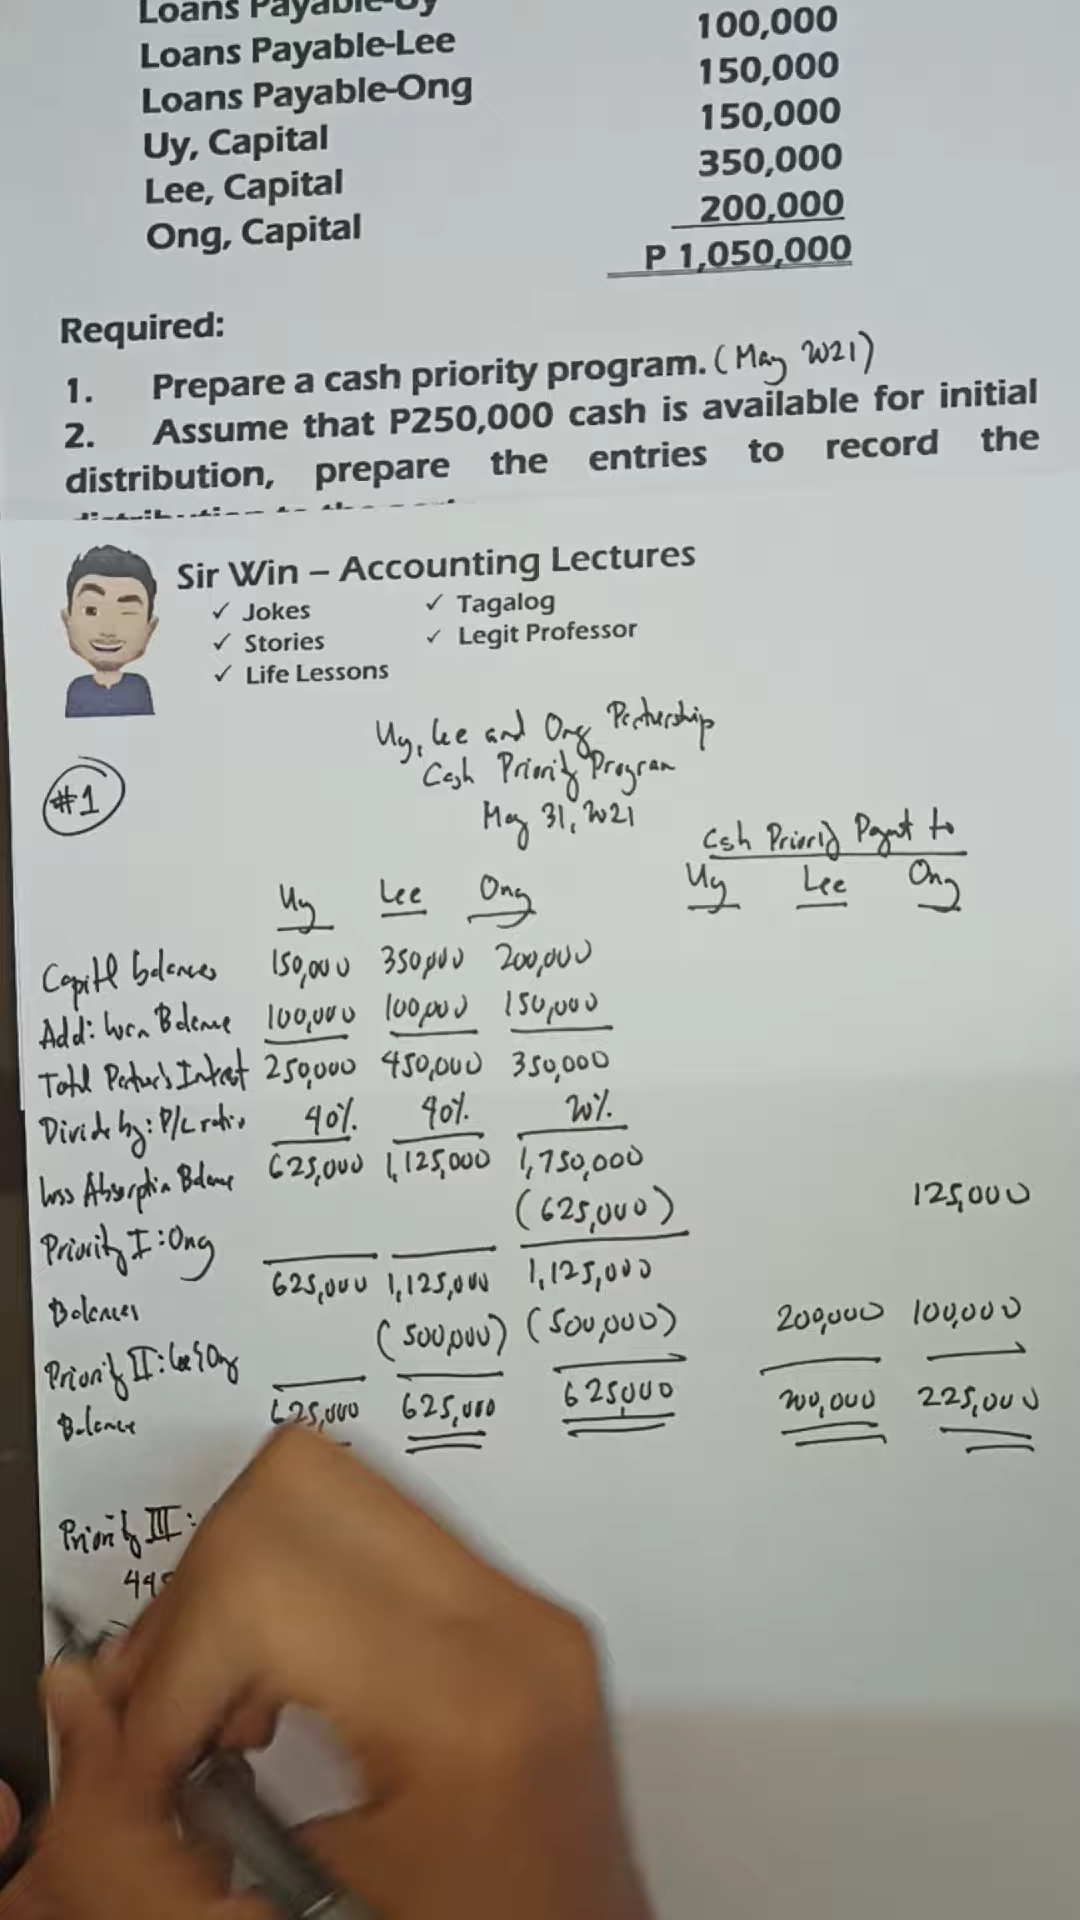 Loans Payable-Uy
Loans Payable-Lee 100,000
Loans Payable-Ong 150,000
Uy, Capital 150,000
Lee, Capital 350,000
Ong, Capital 200,000
P 1,050,000
Required:
1. Prepare a cash priority program. (May 2021)
2. Assume that P250,000 cash is available for initial
distribution, prepare the entries to record the
Sir Win – Accounting Lectures
✓ Jokes ✓ Tagalog
✓ Stories ✓ Legit Professor
✓ Life Lessons
Uy, Lee and Ong Partnership
#1 Cash Priority Program
May 31, 2021
Csh Priority Paymt to
Uy Lee Ong Uy Lee Ong
Capital balances 150,000 350,000 200,000
Add: Loan Balance 100,000 100,000 150,000
Total Partner's Interest 250,000 450,000 350,000
Divide by: P/L ratio 40% 40% 20%
Loss Absorption Balance 625,000 1,125,000 1,750,000
Priority I: Ong (625,000) 125,000
Balances 625,000 1,125,000 1,125,000
Priority II: Lee & Ong (500,000) (500,000) 200,000 100,000
Balance 625,000 625,000 625,000 200,000 225,000
Priority III: